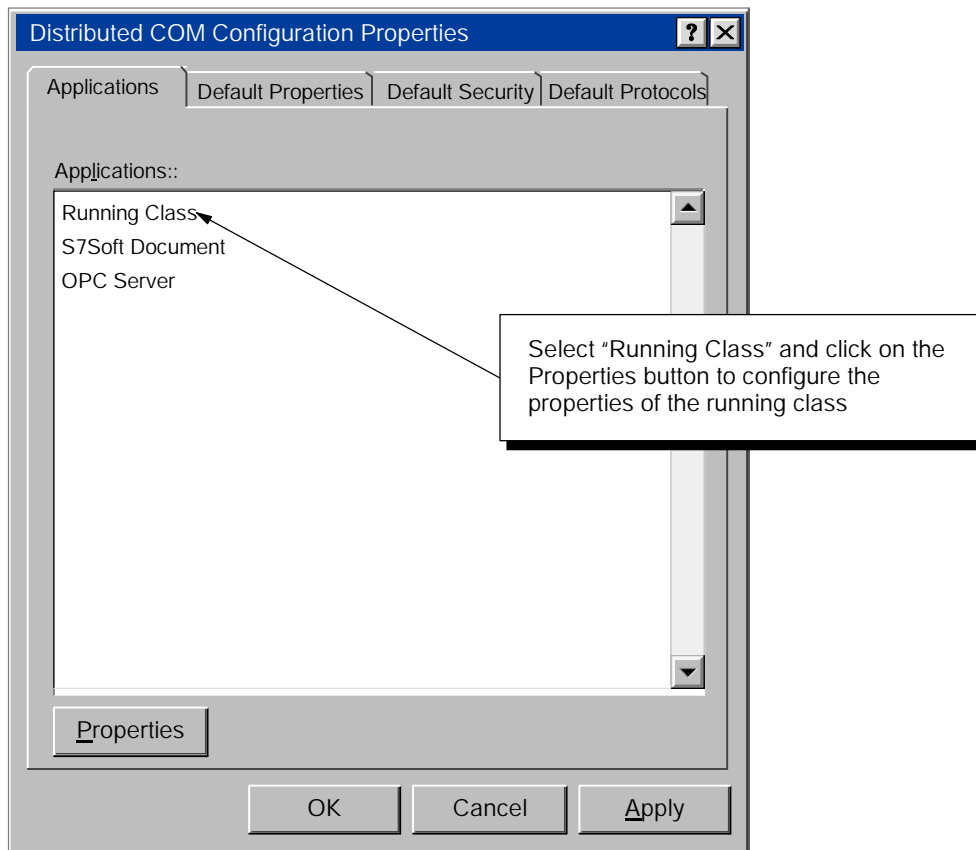 Distributed COM Configuration Properties
Applications
Default Properties
Default Security
Default Protocols
Applications::
Running Class
S7Soft Document
OPC Server
Select "Running Class" and click on the
Properties button to configure the
properties of the running class
Properties
OK
Cancel
Apply